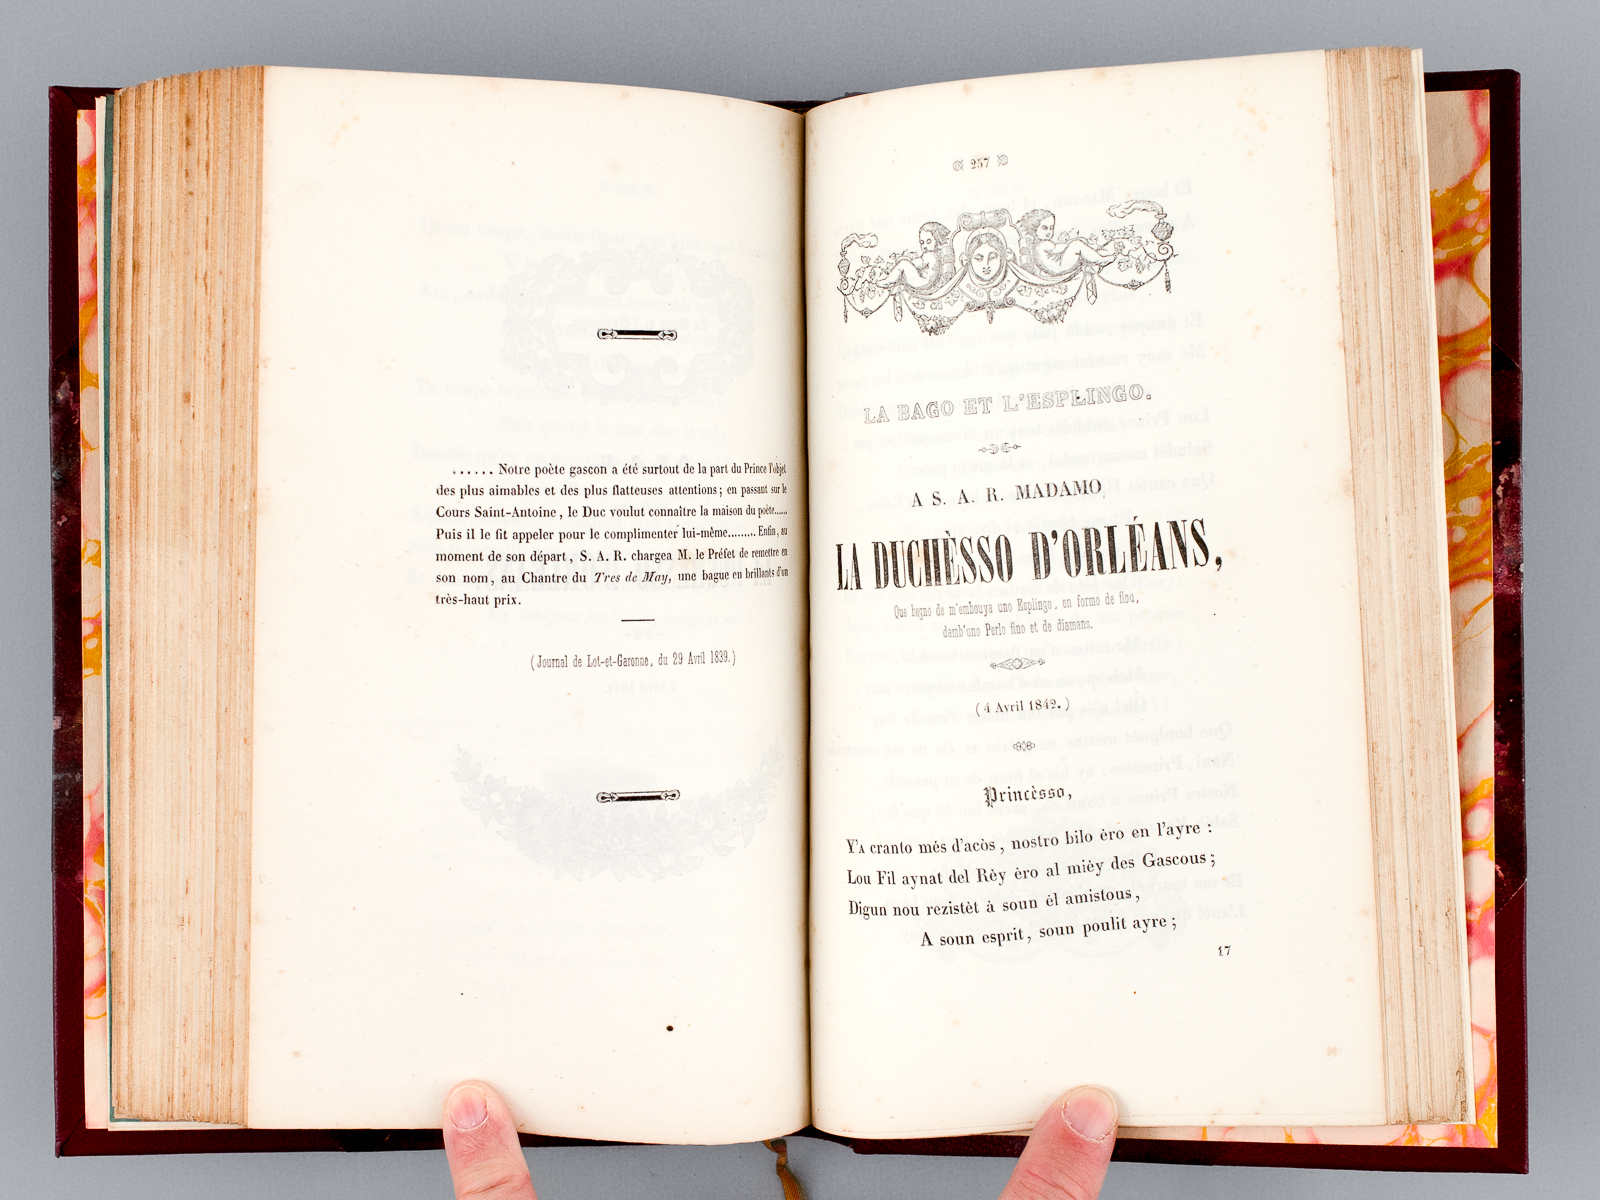 ...... Notre poète gascon a été surtout de la part du Prince l'objet
des plus aimables et des plus flatteuses attentions; en passant sur le
Cours Saint-Antoine, le Duc voulut connaître la maison du poète.....
Puis il le fit appeler pour le complimenter lui-même........ Enfin, au
moment de son départ, S. A. R. chargea M. le Préfet de remettre en
son nom, au Chantre du Tres de May, une bague en brillants d'un
très-haut prix.
(Journal de Lot-et-Garonne, du 29 Avril 1839.)
257
LA BAGO ET L'ESPLINGO.
A S. A. R. MADAMO
LA DUCHÈSSO D'ORLÉANS,
Que begno de m'embouya uno Esplingo, en formo de flou,
damb'uno Perlo fino et de diamans.
(4 Avril 1842.)
Princèsso,
Y'A cranto més d'acòs, nostro bilo èro en l'ayre :
Lou Fil aynat del Rèy èro al mièy des Gascous;
Digun nou rezistèt à soun èl amistous,
A soun esprit, soun poulit ayre;
17